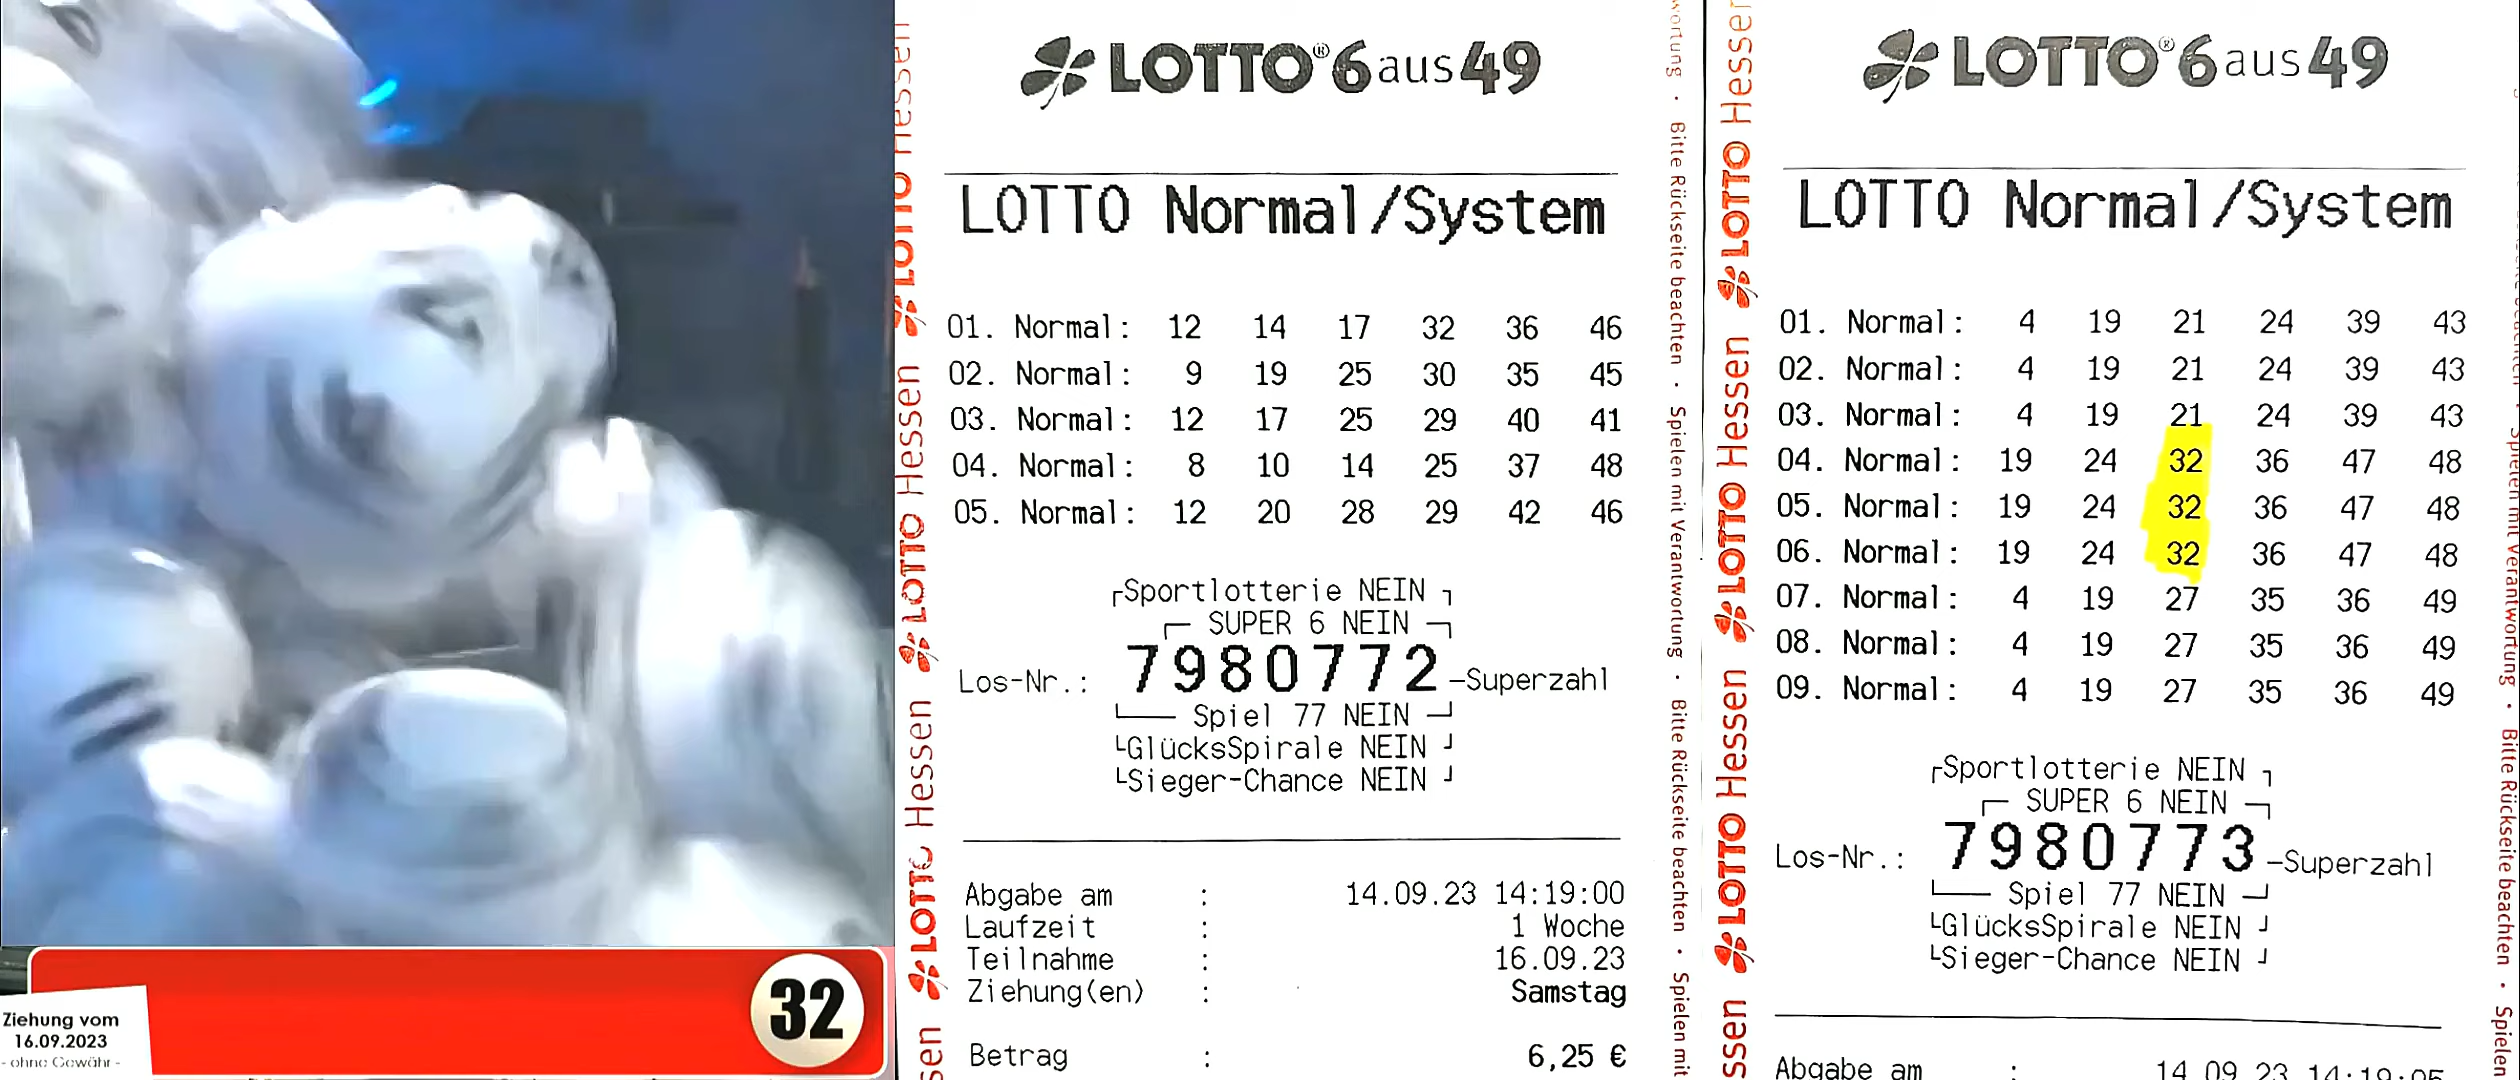 32
Ziehung vom
16.09.2023
- ohne Gewähr -
LOTTO Hessen LOTTO Hessen LOTTO Hessen
LOTTO® 6aus49
LOTTO Normal/System
01. Normal: 12 14 17 32 36 46
02. Normal: 9 19 25 30 35 45
03. Normal: 12 17 25 29 40 41
04. Normal: 8 10 14 25 37 48
05. Normal: 12 20 28 29 42 46
Sportlotterie NEIN
SUPER 6 NEIN
Los-Nr.: 7980772 -Superzahl
Spiel 77 NEIN
GlücksSpirale NEIN
Sieger-Chance NEIN
Abgabe am : 14.09.23 14:19:00
Laufzeit : 1 Woche
Teilnahme : 16.09.23
Ziehung(en) : Samstag
Betrag : 6,25 €
Bitte Rückseite beachten · Spielen mit Verantwortung · Bitte Rückseite beachten · Spielen mit
LOTTO Hessen LOTTO Hessen LOTTO Hessen
LOTTO® 6aus49
LOTTO Normal/System
01. Normal: 4 19 21 24 39 43
02. Normal: 4 19 21 24 39 43
03. Normal: 4 19 21 24 39 43
04. Normal: 19 24 32 36 47 48
05. Normal: 19 24 32 36 47 48
06. Normal: 19 24 32 36 47 48
07. Normal: 4 19 27 35 36 49
08. Normal: 4 19 27 35 36 49
09. Normal: 4 19 27 35 36 49
Sportlotterie NEIN
SUPER 6 NEIN
Los-Nr.: 7980773 -Superzahl
Spiel 77 NEIN
GlücksSpirale NEIN
Sieger-Chance NEIN
Abgabe am : 14.09.23 14:19:05
Spielen mit Verantwortung · Bitte Rückseite beachten · Spielen